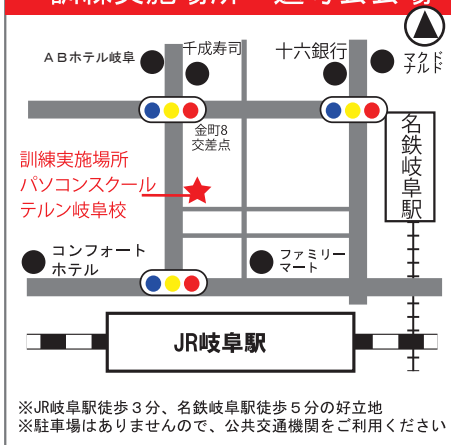 訓練実施場所
ABホテル岐阜
千成寿司
十六銀行
マクド
ナルド
金町8
交差点
名鉄岐阜駅
訓練実施場所
パソコンスクール
テルン岐阜校
コンフォート
ホテル
ファミリー
マート
JR岐阜駅
※JR岐阜駅徒歩3分、名鉄岐阜駅徒歩5分の好立地
※駐車場はありませんので、公共交通機関をご利用ください